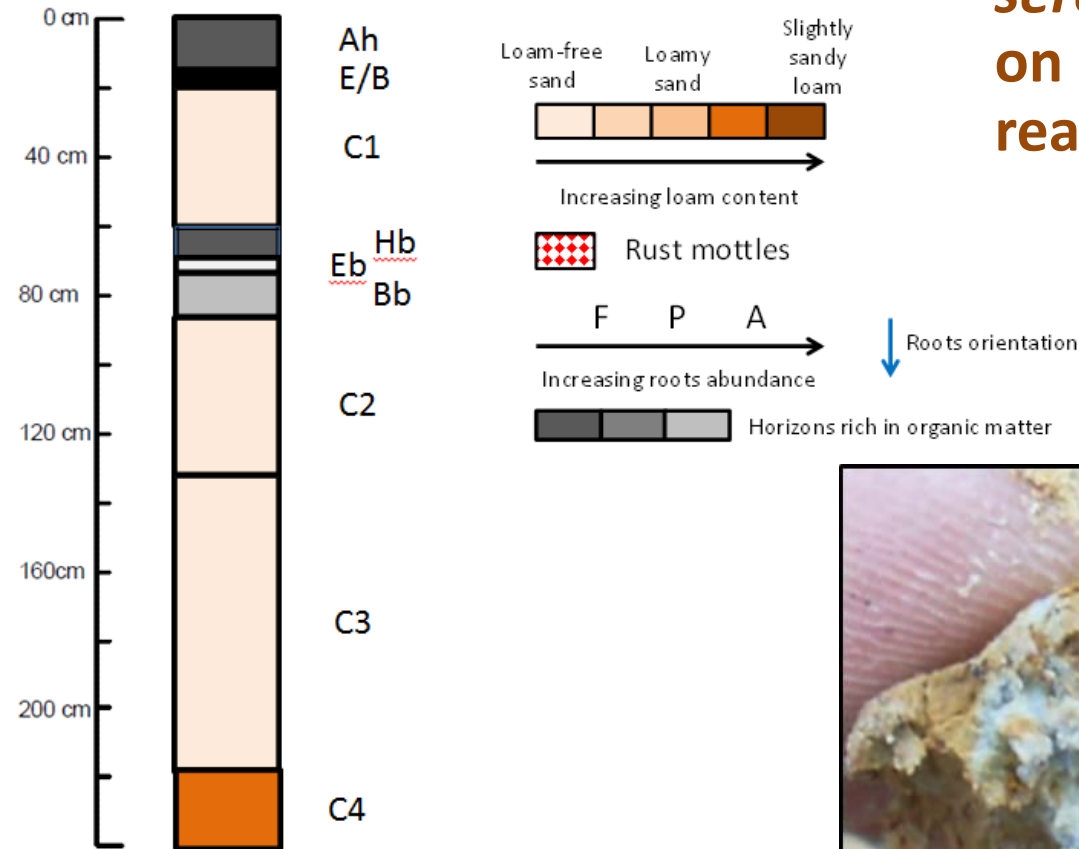 0 cm
40 cm
80 cm
120 cm
160cm
200 cm
Ah
E/B
C1
Hb
Eb
Bb
C2
C3
C4
Loam-free
sand
Loamy
sand
Slightly
sandy
loam
Increasing loam content
Rust mottles
F P A
Increasing roots abundance
Roots orientation
Horizons rich in organic matter
on